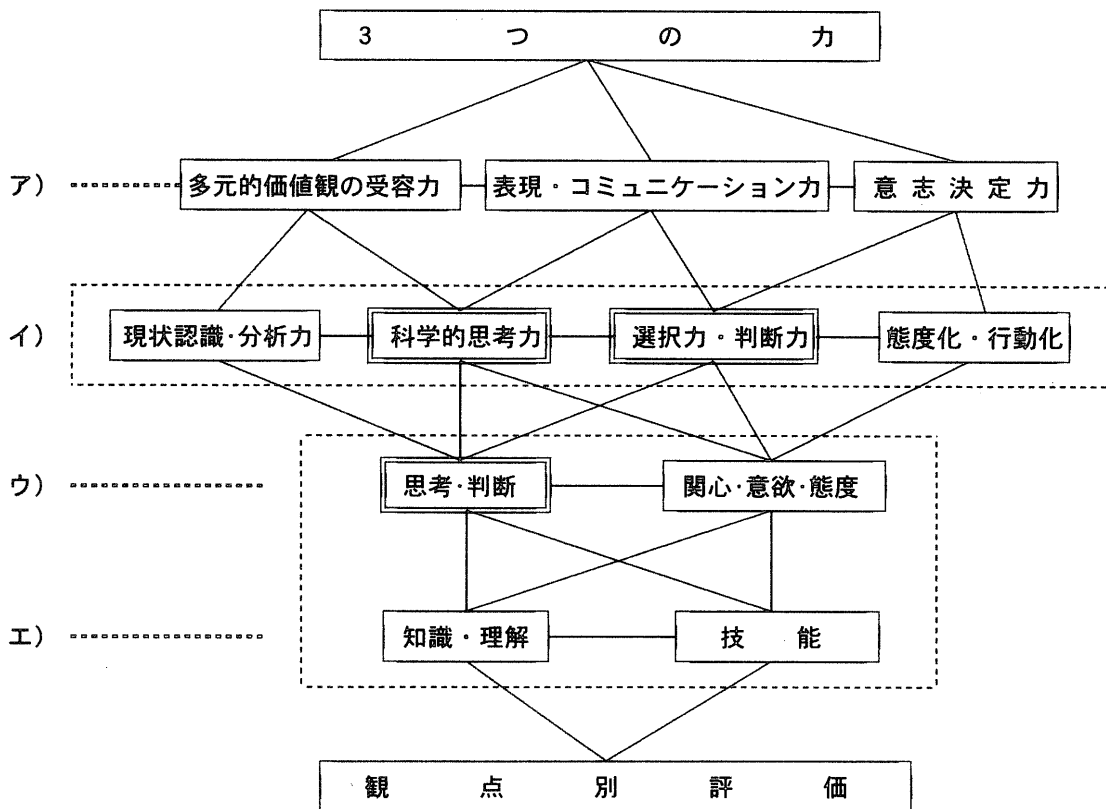 3つの力
ア) 多元的価値観の受容力 表現・コミュニケーション力 意志決定力
イ) 現状認識・分析力 科学的思考力 選択力・判断力 態度化・行動化
ウ) 思考・判断 関心・意欲・態度
エ) 知識・理解 技能
観点別評価